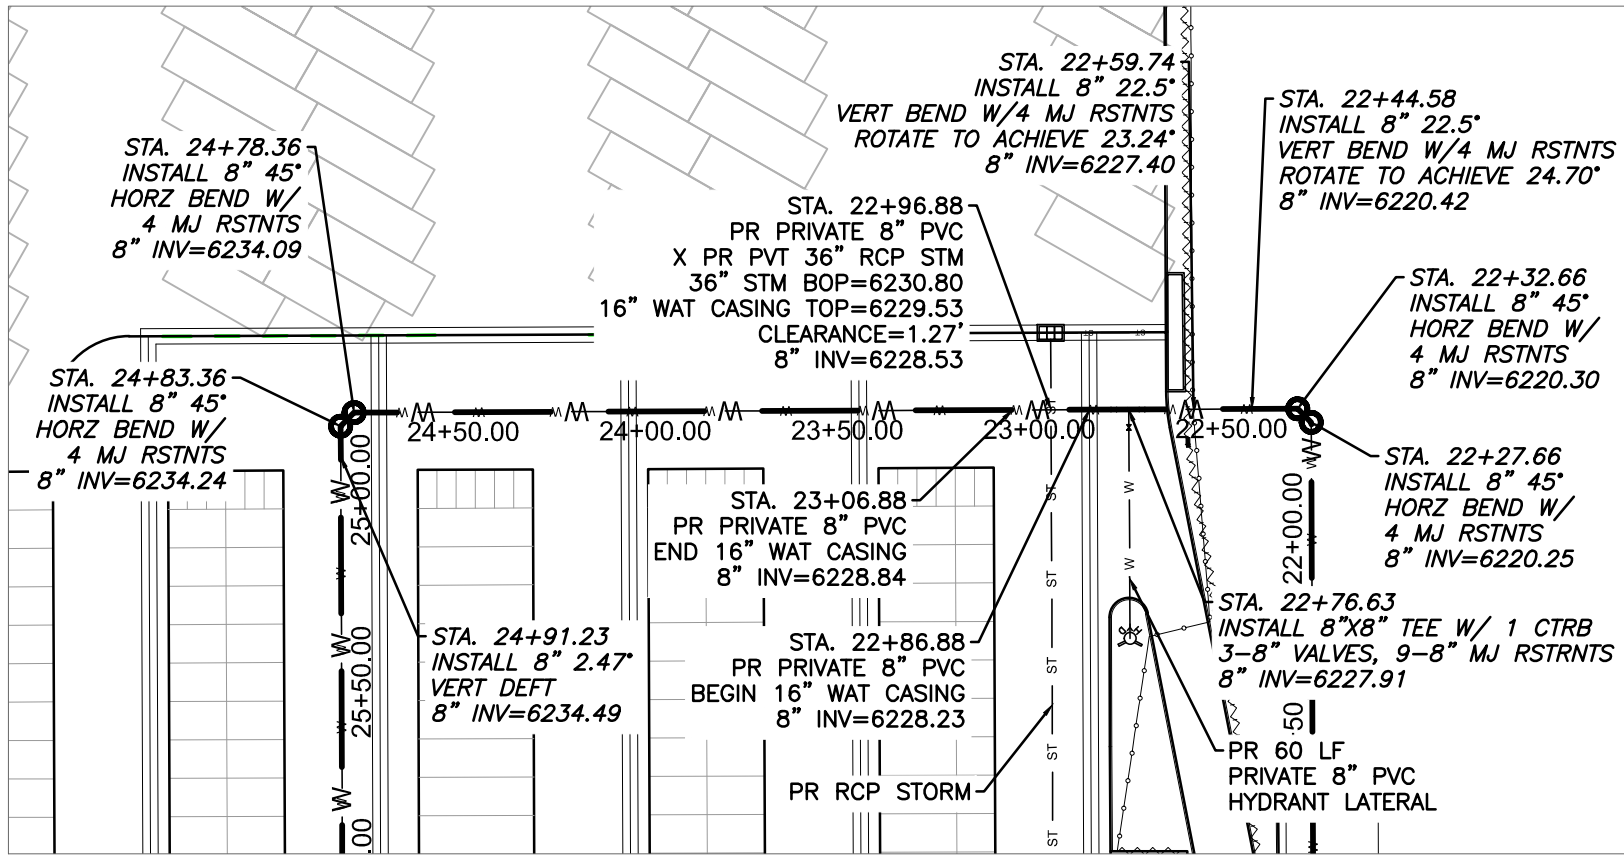 STA. 22+59.74
INSTALL 8" 22.5°
VERT BEND W/4 MJ RSTNTS
ROTATE TO ACHIEVE 23.24°
8" INV=6227.40
STA. 22+44.58
INSTALL 8" 22.5°
VERT BEND W/4 MJ RSTNTS
ROTATE TO ACHIEVE 24.70°
8" INV=6220.42
STA. 24+78.36
INSTALL 8" 45°
HORZ BEND W/
4 MJ RSTNTS
8" INV=6234.09
STA. 22+96.88
PR PRIVATE 8" PVC
X PR PVT 36" RCP STM
36" STM BOP=6230.80
16" WAT CASING TOP=6229.53
CLEARANCE=1.27'
8" INV=6228.53
STA. 22+32.66
INSTALL 8" 45°
HORZ BEND W/
4 MJ RSTNTS
8" INV=6220.30
STA. 24+83.36
INSTALL 8" 45°
HORZ BEND W/
4 MJ RSTNTS
8" INV=6234.24
24+50.00
24+00.00
23+50.00
23+00.00
22+50.00
STA. 22+27.66
INSTALL 8" 45°
HORZ BEND W/
4 MJ RSTNTS
8" INV=6220.25
25+00.00
22+00.00
STA. 23+06.88
PR PRIVATE 8" PVC
END 16" WAT CASING
8" INV=6228.84
STA. 22+76.63
INSTALL 8"X8" TEE W/ 1 CTRB
3-8" VALVES, 9-8" MJ RSTRNTS
8" INV=6227.91
STA. 24+91.23
INSTALL 8" 2.47°
VERT DEFT
8" INV=6234.49
STA. 22+86.88
PR PRIVATE 8" PVC
BEGIN 16" WAT CASING
8" INV=6228.23
25+50.00
.50
PR RCP STORM
PR 60 LF
PRIVATE 8" PVC
HYDRANT LATERAL
.00
W
W
W
W
W
W
W
ST
ST
ST
ST
ST
ST
ST
ST